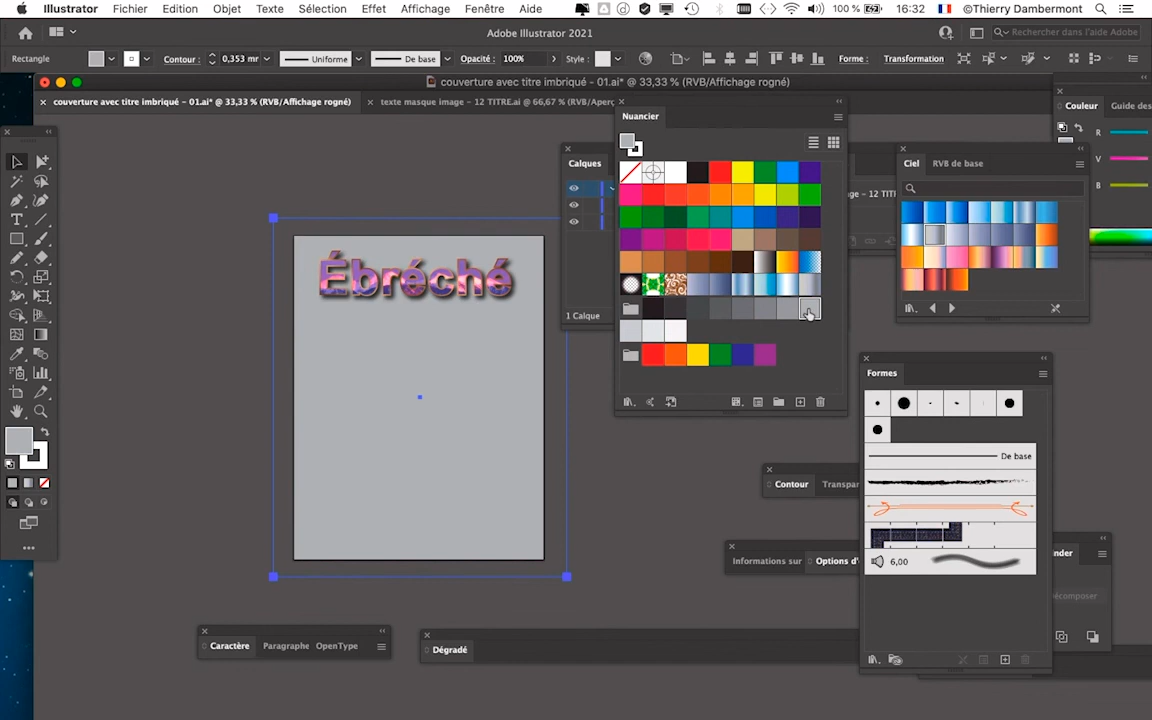 Illustrator Fichier Edition Objet Texte Sélection Effet Affichage Fenêtre Aide 100 % 16:32 ©Thierry Dambermont
Adobe Illustrator 2021 Rechercher dans l'aide Adobe
Rectangle Contour : 0,353 mr Uniforme De base Opacité : 100% Style : Forme : Transformation
couverture avec titre imbriqué - 01.ai* @ 33,33 % (RVB/Affichage rogné)
couverture avec titre imbriqué - 01.ai* @ 33,33 % (RVB/Affichage rogné) texte masque image - 12 TITRE.ai @ 66,67 % (RVB/Aperç
Couleur Guide des
Nuancier
R
V
B
Calques
Ciel RVB de base
- 12 TITRE
Ébréché
1 Calque
Formes
De base
Contour Transpar
Informations sur Options d'
6,00
nder
écomposer
Caractère Paragraphe OpenType
Dégradé